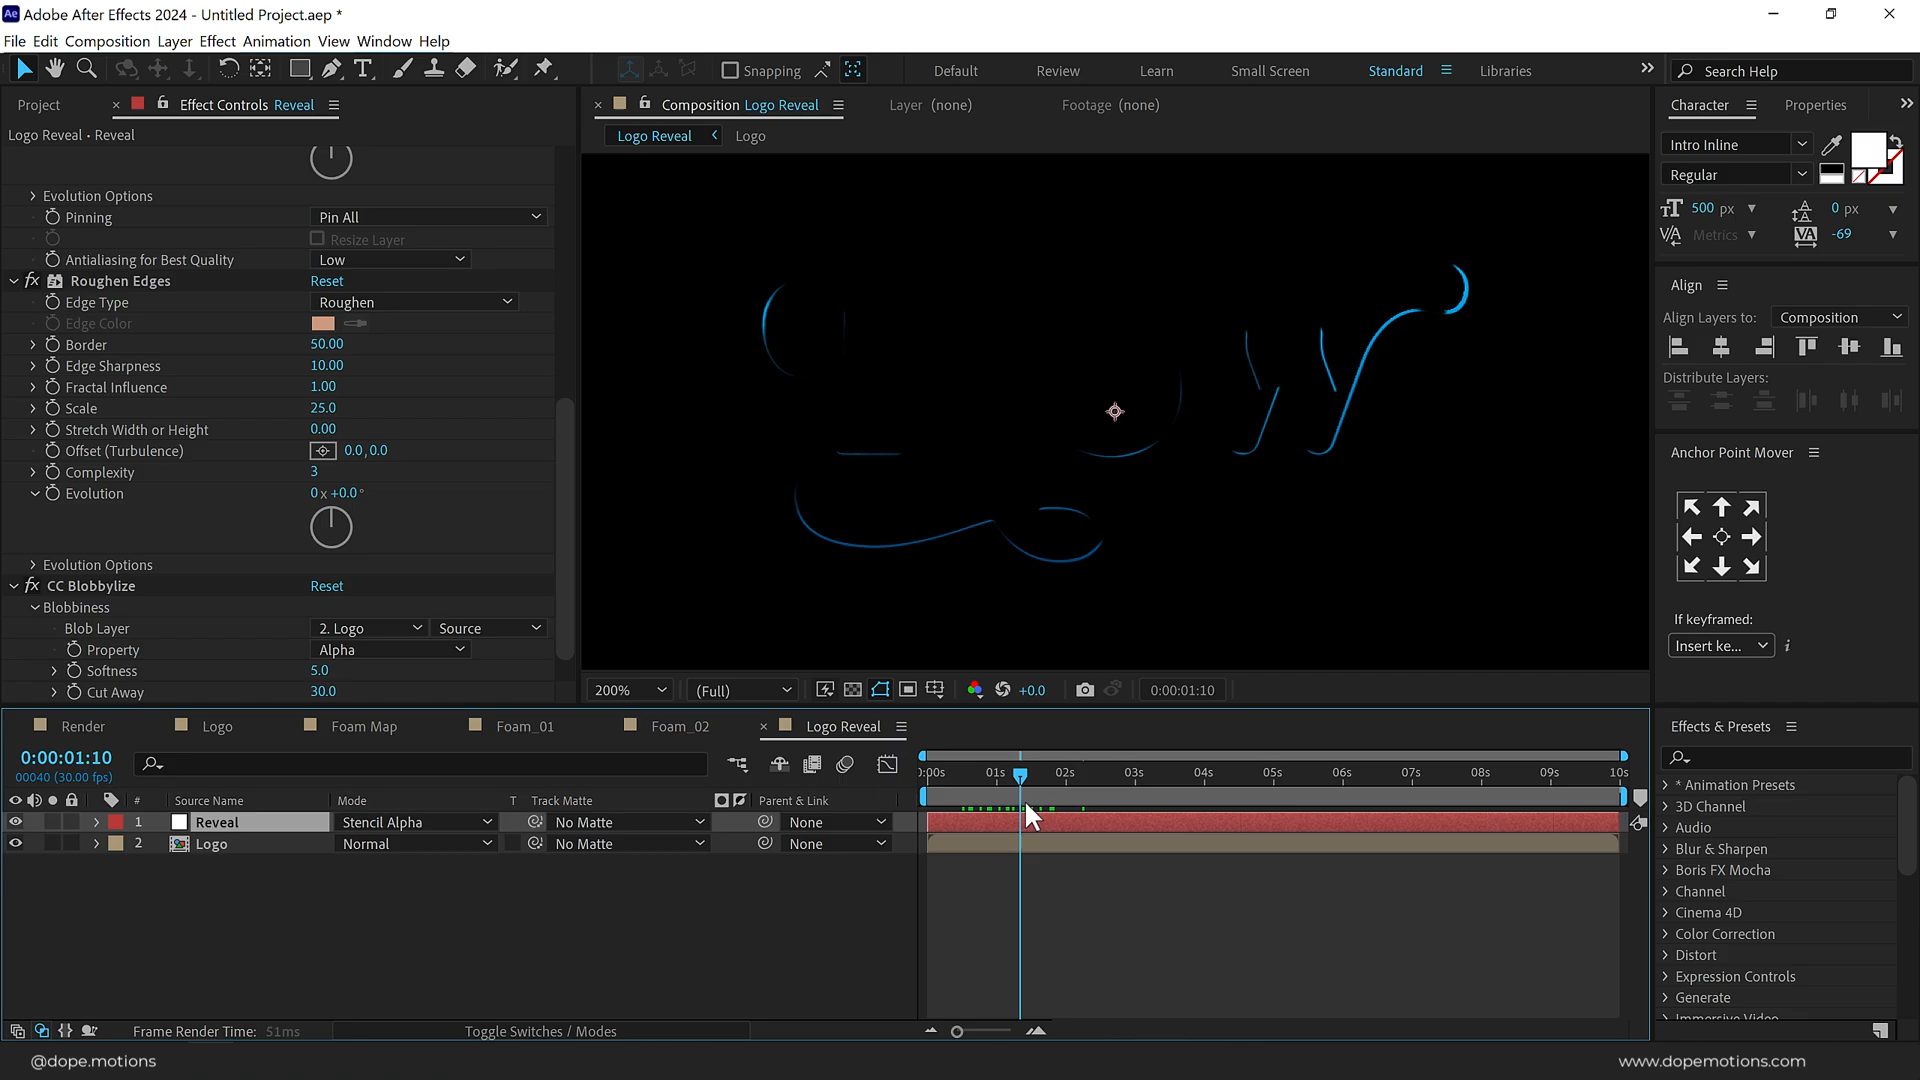 Adobe After Effects 2024 - Untitled Project.aep *
File Edit Composition Layer Effect Animation View Window Help
Snapping
Default Review Learn Small Screen Standard Libraries
Search Help
Project Effect Controls Reveal
Composition Logo Reveal Layer (none) Footage (none)
Character Properties
Logo Reveal • Reveal
Logo Reveal Logo
Intro Inline
Regular
500 px 0 px
Metrics -69
Evolution Options
Pinning Pin All
Resize Layer
Antialiasing for Best Quality Low
fx Roughen Edges Reset
Edge Type Roughen
Edge Color
Border 50.00
Edge Sharpness 10.00
Fractal Influence 1.00
Scale 25.0
Stretch Width or Height 0.00
Offset (Turbulence) 0.0,0.0
Complexity 3
Evolution 0x+0.0°
Evolution Options
fx CC Blobbylize Reset
Blobbiness
Blob Layer 2. Logo Source
Property Alpha
Softness 5.0
Cut Away 30.0
Align
Align Layers to: Composition
Distribute Layers:
Anchor Point Mover
If keyframed:
Insert ke...
200% (Full) +0.0 0:00:01:10
Render Logo Foam Map Foam_01 Foam_02 Logo Reveal
0:00:01:10
00040 (30.00 fps)
):00s 01s 02s 03s 04s 05s 06s 07s 08s 09s 10s
# Source Name Mode T Track Matte Parent & Link
1 Reveal Stencil Alpha No Matte None
2 Logo Normal No Matte None
Frame Render Time: 51ms Toggle Switches / Modes
Effects & Presets
* Animation Presets
3D Channel
Audio
Blur & Sharpen
Boris FX Mocha
Channel
Cinema 4D
Color Correction
Distort
Expression Controls
Generate
Immersive Video
@dope.motions
www.dopemotions.com